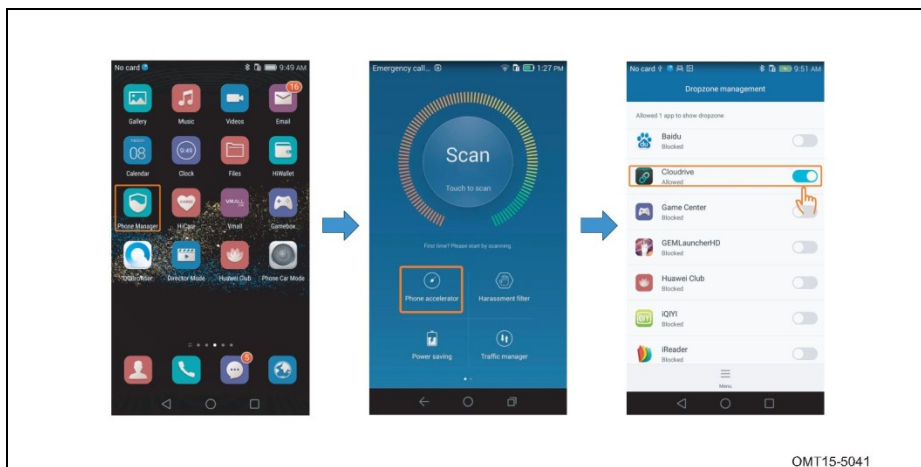 No card 9:49 AM
16
Gallery Music Videos Email
08 9:49
Calendar Clock Files HiWallet
VMALL
Phone Manager HiCare Vmall Gamebox
Director Mode Huawei Club Phone Car Mode
5
Emergency call... 1:27 PM
Scan
Touch to scan
First time? Please start by scanning.
Phone accelerator Harassment filter
Power saving Traffic manager
No card 9:51 AM
Dropzone management
Allowed 1 app to show dropzone
Baidu
Blocked
Cloudrive
Allowed
Game Center
Blocked
GEMLauncherHD
Blocked
Huawei Club
Blocked
iQIYI
Blocked
iReader
Blocked
Menu
OMT15-5041